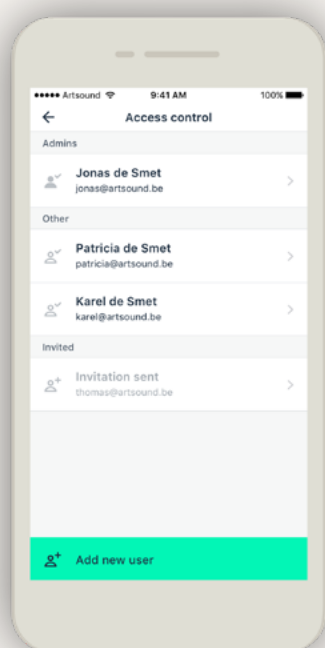 Artsound 9:41 AM 100%
Access control
Admins
Jonas de Smet
jonas@artsound.be
Other
Patricia de Smet
patricia@artsound.be
Karel de Smet
karel@artsound.be
Invited
Invitation sent
thomas@artsound.be
Add new user